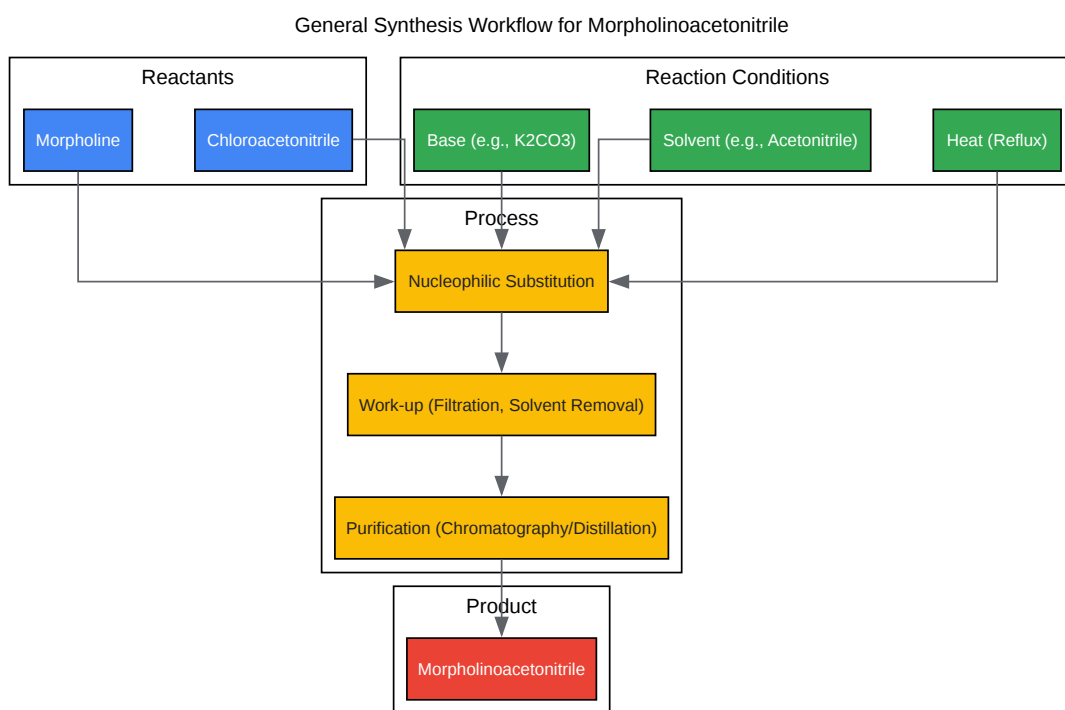 General Synthesis Workflow for Morpholinoacetonitrile
Reactants
Reaction Conditions
Morpholine
Chloroacetonitrile
Base (e.g., K2CO3)
Solvent (e.g., Acetonitrile)
Heat (Reflux)
Process
Nucleophilic Substitution
Work-up (Filtration, Solvent Removal)
Purification (Chromatography/Distillation)
Product
Morpholinoacetonitrile